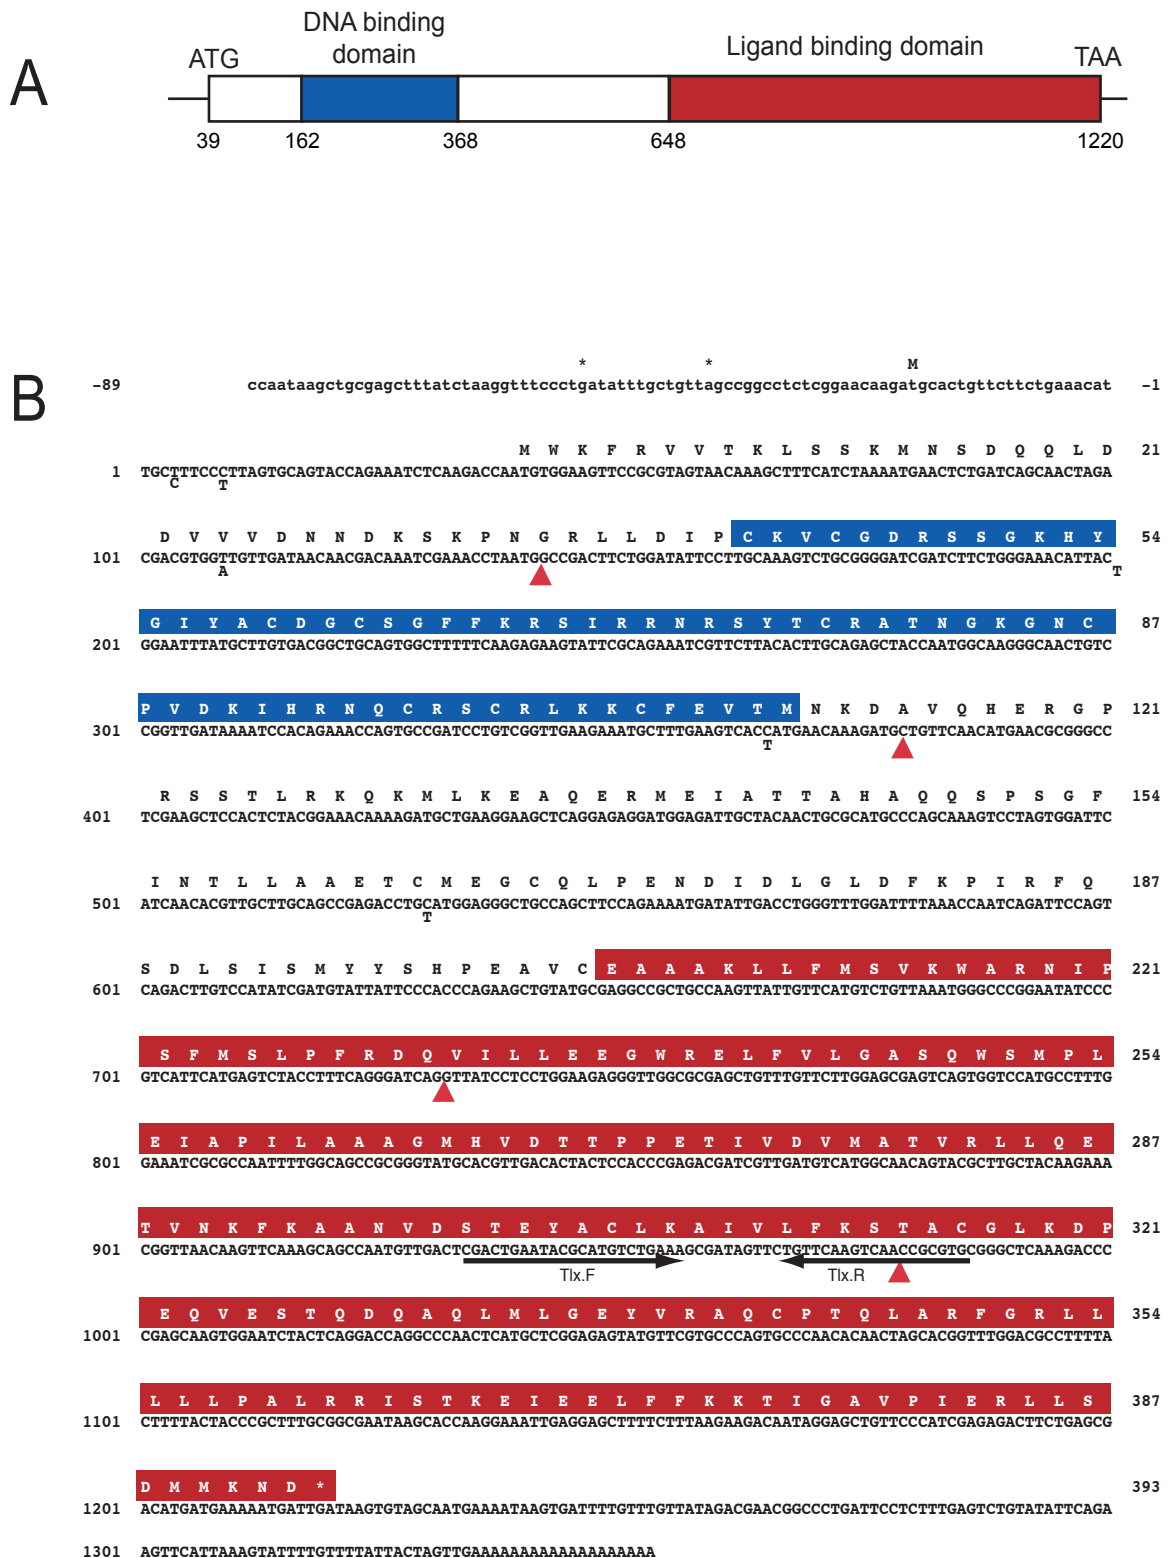 A
DNA binding
domain
Ligand binding domain
ATG
TAA
39 162 368 648 1220
B
* * M
-89 ccaataagctgcgagctttatctaaggtttccctgatatttgctgttagccggcctctcggaacaagatgcactgttcttctgaaacat -1
M W K F R V V T K L S S K M N S D Q Q L D 21
1 TGCTTTCCCTTAGTGCAGTACCAGAAATCTCAAGACCAATGTGGAAGTTCCGCGTAGTAACAAAGCTTTCATCTAAAATGAACTCTGATCAGCAACTAGA
C T
D V V V D N N D K S K P N G R L L D I P C K V C G D R S S G K H Y 54
101 CGACGTGGTTGTTGATAACAACGACAAATCGAAACCTAATGGCCGACTTCTGGATATTCCTTGCAAAGTCTGCGGGGATCGATCTTCTGGGAAACATTAC
A T
G I Y A C D G C S G F F K R S I R R N R S Y T C R A T N G K G N C 87
201 GGAATTTATGCTTGTGACGGCTGCAGTGGCTTTTTCAAGAGAAGTATTCGCAGAAATCGTTCTTACACTTGCAGAGCTACCAATGGCAAGGGCAACTGTC
P V D K I H R N Q C R S C R L K K C F E V T M N K D A V Q H E R G P 121
301 CGGTTGATAAAATCCACAGAAACCAGTGCCGATCCTGTCGGTTGAAGAAATGCTTTGAAGTCACCATGAACAAAGATGCTGTTCAACATGAACGCGGGCC
T
R S S T L R K Q K M L K E A Q E R M E I A T T A H A Q Q S P S G F 154
401 TCGAAGCTCCACTCTACGGAAACAAAAGATGCTGAAGGAAGCTCAGGAGAGGATGGAGATTGCTACAACTGCGCATGCCCAGCAAAGTCCTAGTGGATTC
I N T L L A A E T C M E G C Q L P E N D I D L G L D F K P I R F Q 187
501 ATCAACACGTTGCTTGCAGCCGAGACCTGCATGGAGGGCTGCCAGCTTCCAGAAAATGATATTGACCTGGGTTTGGATTTTAAACCAATCAGATTCCAGT
T
S D L S I S M Y Y S H P E A V C E A A A K L L F M S V K W A R N I P 221
601 CAGACTTGTCCATATCGATGTATTATTCCCACCCAGAAGCTGTATGCGAGGCCGCTGCCAAGTTATTGTTCATGTCTGTTAAATGGGCCCGGAATATCCC
S F M S L P F R D Q V I L L E E G W R E L F V L G A S Q W S M P L 254
701 GTCATTCATGAGTCTACCTTTCAGGGATCAGGTTATCCTCCTGGAAGAGGGTTGGCGCGAGCTGTTTGTTCTTGGAGCGAGTCAGTGGTCCATGCCTTTG
E I A P I L A A A G M H V D T T P P E T I V D V M A T V R L L Q E 287
801 GAAATCGCGCCAATTTTGGCAGCCGCGGGTATGCACGTTGACACTACTCCACCCGAGACGATCGTTGATGTCATGGCAACAGTACGCTTGCTACAAGAAA
T V N K F K A A N V D S T E Y A C L K A I V L F K S T A C G L K D P 321
901 CGGTTAACAAGTTCAAAGCAGCCAATGTTGACTCGACTGAATACGCATGTCTGAAAGCGATAGTTCTGTTCAAGTCAACCGCGTGCGGGCTCAAAGACCC
Tlx.F Tlx.R
E Q V E S T Q D Q A Q L M L G E Y V R A Q C P T Q L A R F G R L L 354
1001 CGAGCAAGTGGAATCTACTCAGGACCAGGCCCAACTCATGCTCGGAGAGTATGTTCGTGCCCAGTGCCCAACACAACTAGCACGGTTTGGACGCCTTTTA
L L L P A L R R I S T K E I E E L F F K K T I G A V P I E R L L S 387
1101 CTTTTACTACCCGCTTTGCGGCGAATAAGCACCAAGGAAATTGAGGAGCTTTTCTTTAAGAAGACAATAGGAGCTGTTCCCATCGAGAGACTTCTGAGCG
D M M K N D * 393
1201 ACATGATGAAAAATGATTGATAAGTGTAGCAATGAAAATAAGTGATTTTGTTTGTTATAGACGAACGGCCCTGATTCCTCTTTGAGTCTGTATATTCAGA
1301 AGTTCATTAAAGTATTTTGTTTTATTACTAGTTGAAAAAAAAAAAAAAAAAAA